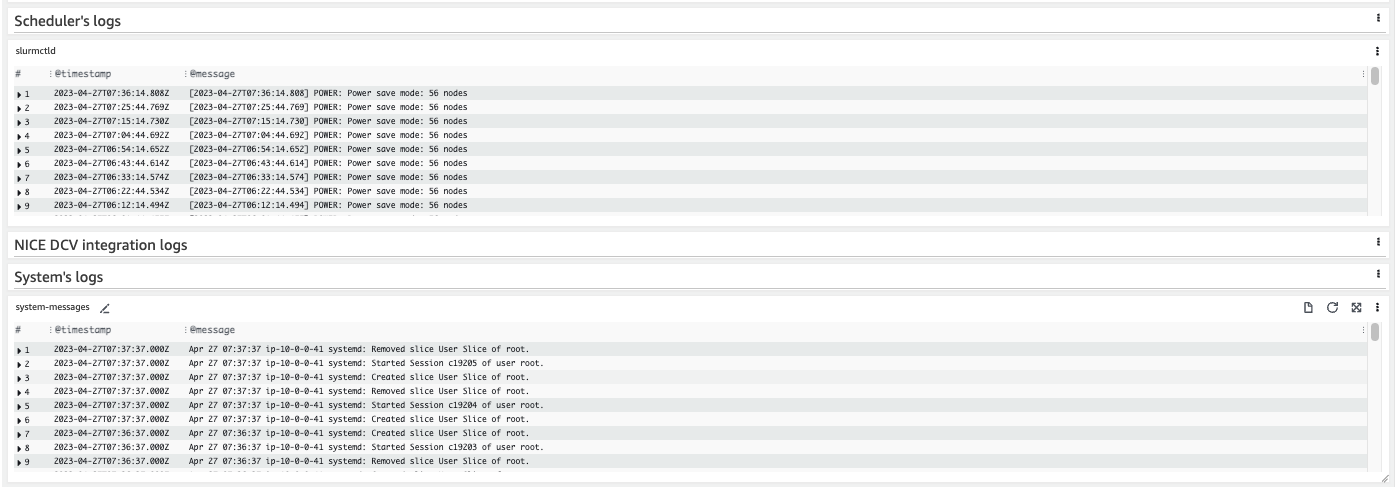 Scheduler's logs
slurmctld
# @timestamp @message
1 2023-04-27T07:36:14.808Z [2023-04-27T07:36:14.808] POWER: Power save mode: 56 nodes
2 2023-04-27T07:25:44.769Z [2023-04-27T07:25:44.769] POWER: Power save mode: 56 nodes
3 2023-04-27T07:15:14.730Z [2023-04-27T07:15:14.730] POWER: Power save mode: 56 nodes
4 2023-04-27T07:04:44.692Z [2023-04-27T07:04:44.692] POWER: Power save mode: 56 nodes
5 2023-04-27T06:54:14.652Z [2023-04-27T06:54:14.652] POWER: Power save mode: 56 nodes
6 2023-04-27T06:43:44.614Z [2023-04-27T06:43:44.614] POWER: Power save mode: 56 nodes
7 2023-04-27T06:33:14.574Z [2023-04-27T06:33:14.574] POWER: Power save mode: 56 nodes
8 2023-04-27T06:22:44.534Z [2023-04-27T06:22:44.534] POWER: Power save mode: 56 nodes
9 2023-04-27T06:12:14.494Z [2023-04-27T06:12:14.494] POWER: Power save mode: 56 nodes
NICE DCV integration logs
System's logs
system-messages
# @timestamp @message
1 2023-04-27T07:37:37.000Z Apr 27 07:37:37 ip-10-0-0-41 systemd: Removed slice User Slice of root.
2 2023-04-27T07:37:37.000Z Apr 27 07:37:37 ip-10-0-0-41 systemd: Started Session c19205 of user root.
3 2023-04-27T07:37:37.000Z Apr 27 07:37:37 ip-10-0-0-41 systemd: Created slice User Slice of root.
4 2023-04-27T07:37:37.000Z Apr 27 07:37:37 ip-10-0-0-41 systemd: Removed slice User Slice of root.
5 2023-04-27T07:37:37.000Z Apr 27 07:37:37 ip-10-0-0-41 systemd: Started Session c19204 of user root.
6 2023-04-27T07:37:37.000Z Apr 27 07:37:37 ip-10-0-0-41 systemd: Created slice User Slice of root.
7 2023-04-27T07:36:37.000Z Apr 27 07:36:37 ip-10-0-0-41 systemd: Created slice User Slice of root.
8 2023-04-27T07:36:37.000Z Apr 27 07:36:37 ip-10-0-0-41 systemd: Started Session c19203 of user root.
9 2023-04-27T07:36:37.000Z Apr 27 07:36:37 ip-10-0-0-41 systemd: Removed slice User Slice of root.